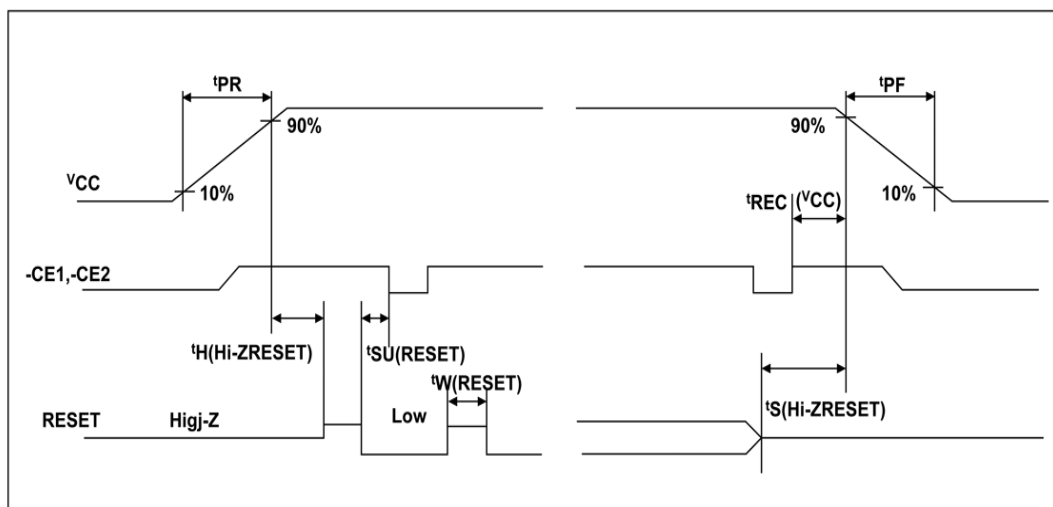 tPR
tPF
90%
90%
VCC
10%
10%
tREC (VCC)
-CE1,-CE2
tH(Hi-ZRESET)
tSU(RESET)
tW(RESET)
tS(Hi-ZRESET)
RESET
Higj-Z
Low